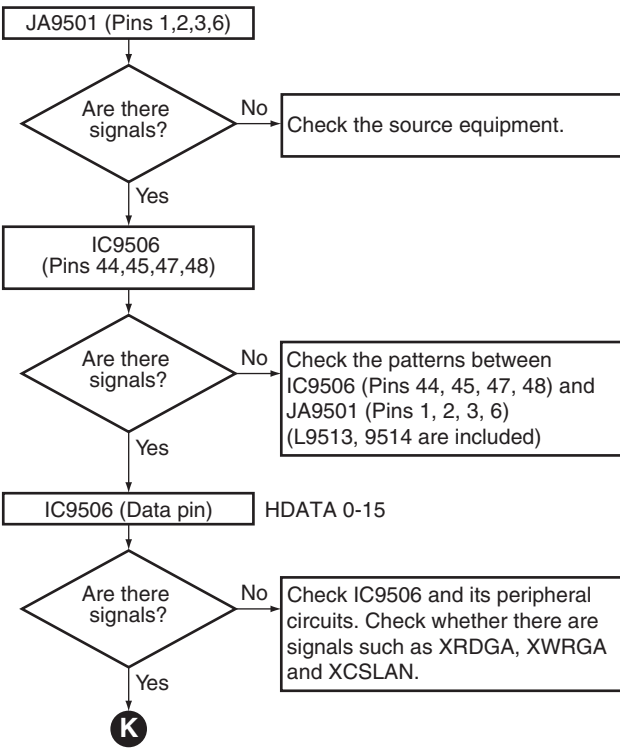 JA9501 (Pins 1,2,3,6)
Are there
signals?
No
Check the source equipment.
Yes
IC9506
(Pins 44,45,47,48)
Are there
signals?
No
Check the patterns between
IC9506 (Pins 44, 45, 47, 48) and
JA9501 (Pins 1, 2, 3, 6)
(L9513, 9514 are included)
Yes
IC9506 (Data pin)
HDATA 0-15
Are there
signals?
No
Check IC9506 and its peripheral
circuits. Check whether there are
signals such as XRDGA, XWRGA
and XCSLAN.
Yes
K